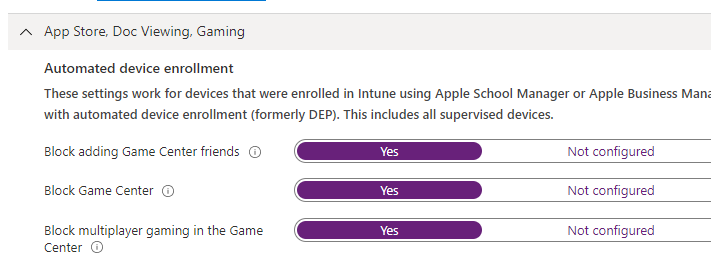 App Store, Doc Viewing, Gaming
Automated device enrollment
These settings work for devices that were enrolled in Intune using Apple School Manager or Apple Business Mana
with automated device enrollment (formerly DEP). This includes all supervised devices.
Block adding Game Center friends Yes Not configured
Block Game Center Yes Not configured
Block multiplayer gaming in the Game Yes Not configured
Center